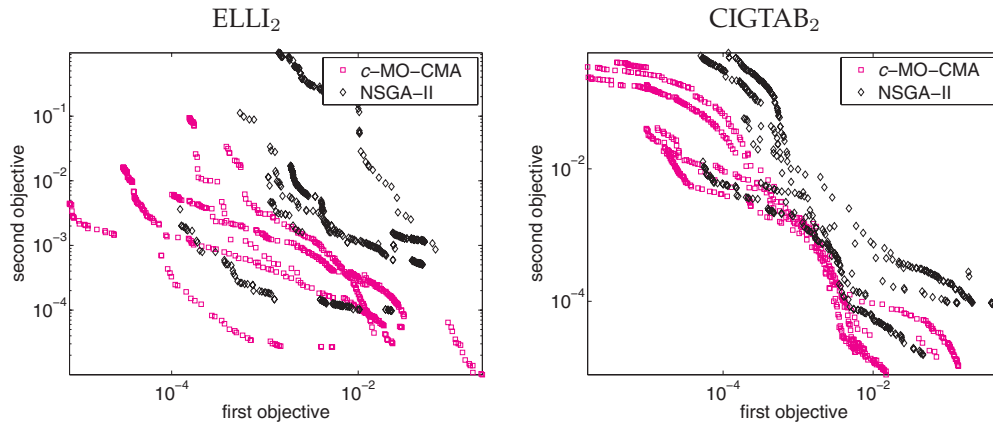 ELLI₂
c–MO–CMA
NSGA–II
10⁻¹
10⁻²
10⁻³
10⁻⁴
second objective
10⁻⁴
10⁻²
first objective
CIGTAB₂
c–MO–CMA
NSGA–II
10⁻²
10⁻⁴
second objective
10⁻⁴
10⁻²
first objective